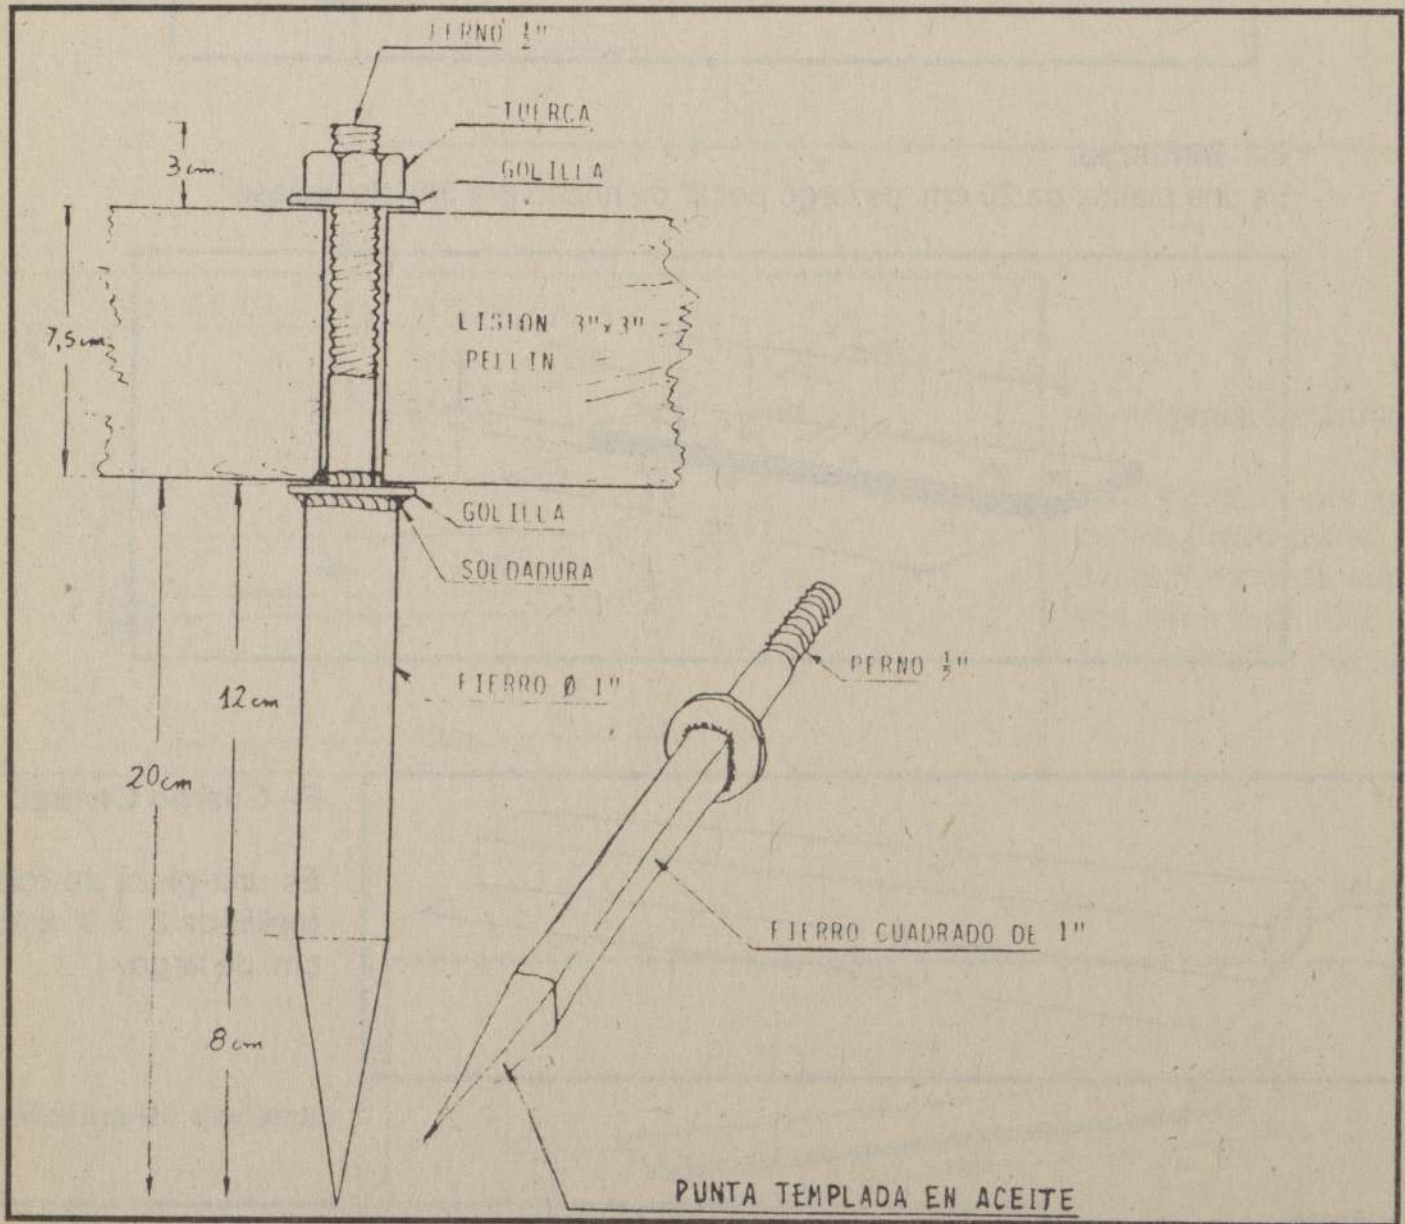 PERNO ½"
TUERCA
GOLILLA
3 cm.
7,5 cm
LISTON 3"x3"
PELLIN
GOLILLA
SOLDADURA
PERNO ½"
FIERRO Ø 1"
12 cm
20 cm
FIERRO CUADRADO DE 1"
8 cm
PUNTA TEMPLADA EN ACEITE